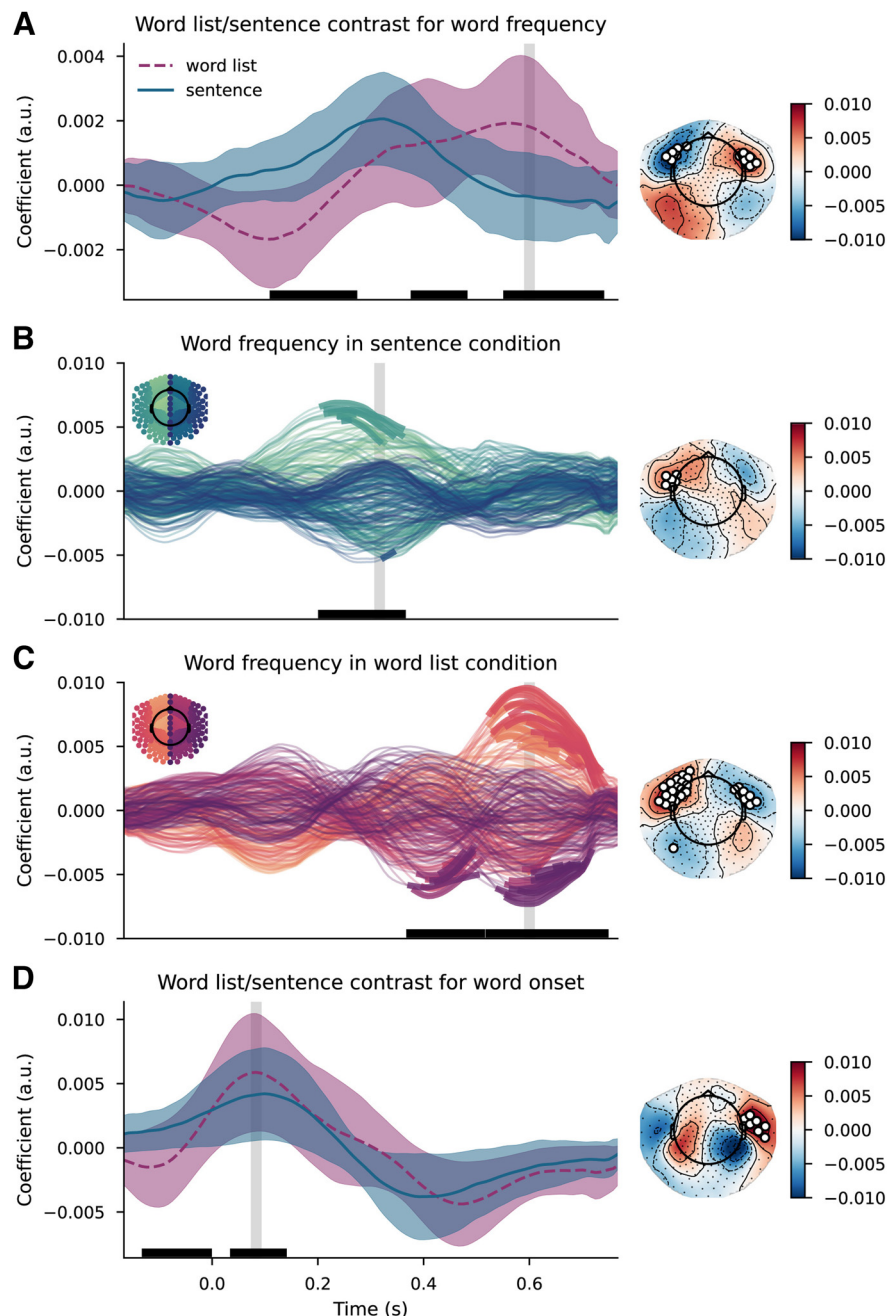 A
Word list/sentence contrast for word frequency
0.004
0.002
0.000
−0.002
Coefficient (a.u.)
word list
sentence
0.010
0.005
0.000
−0.005
−0.010
B
Word frequency in sentence condition
0.010
0.005
0.000
−0.005
−0.010
Coefficient (a.u.)
0.010
0.005
0.000
−0.005
−0.010
C
Word frequency in word list condition
0.010
0.005
0.000
−0.005
−0.010
Coefficient (a.u.)
0.010
0.005
0.000
−0.005
−0.010
D
Word list/sentence contrast for word onset
0.010
0.005
0.000
−0.005
Coefficient (a.u.)
0.010
0.005
0.000
−0.005
−0.010
0.0 0.2 0.4 0.6
Time (s)